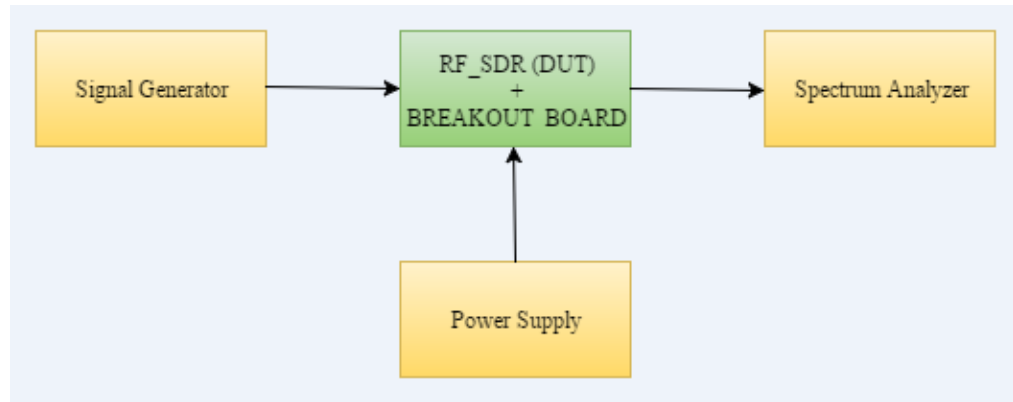 Signal Generator
RF_SDR (DUT)
+
BREAKOUT BOARD
Spectrum Analyzer
Power Supply